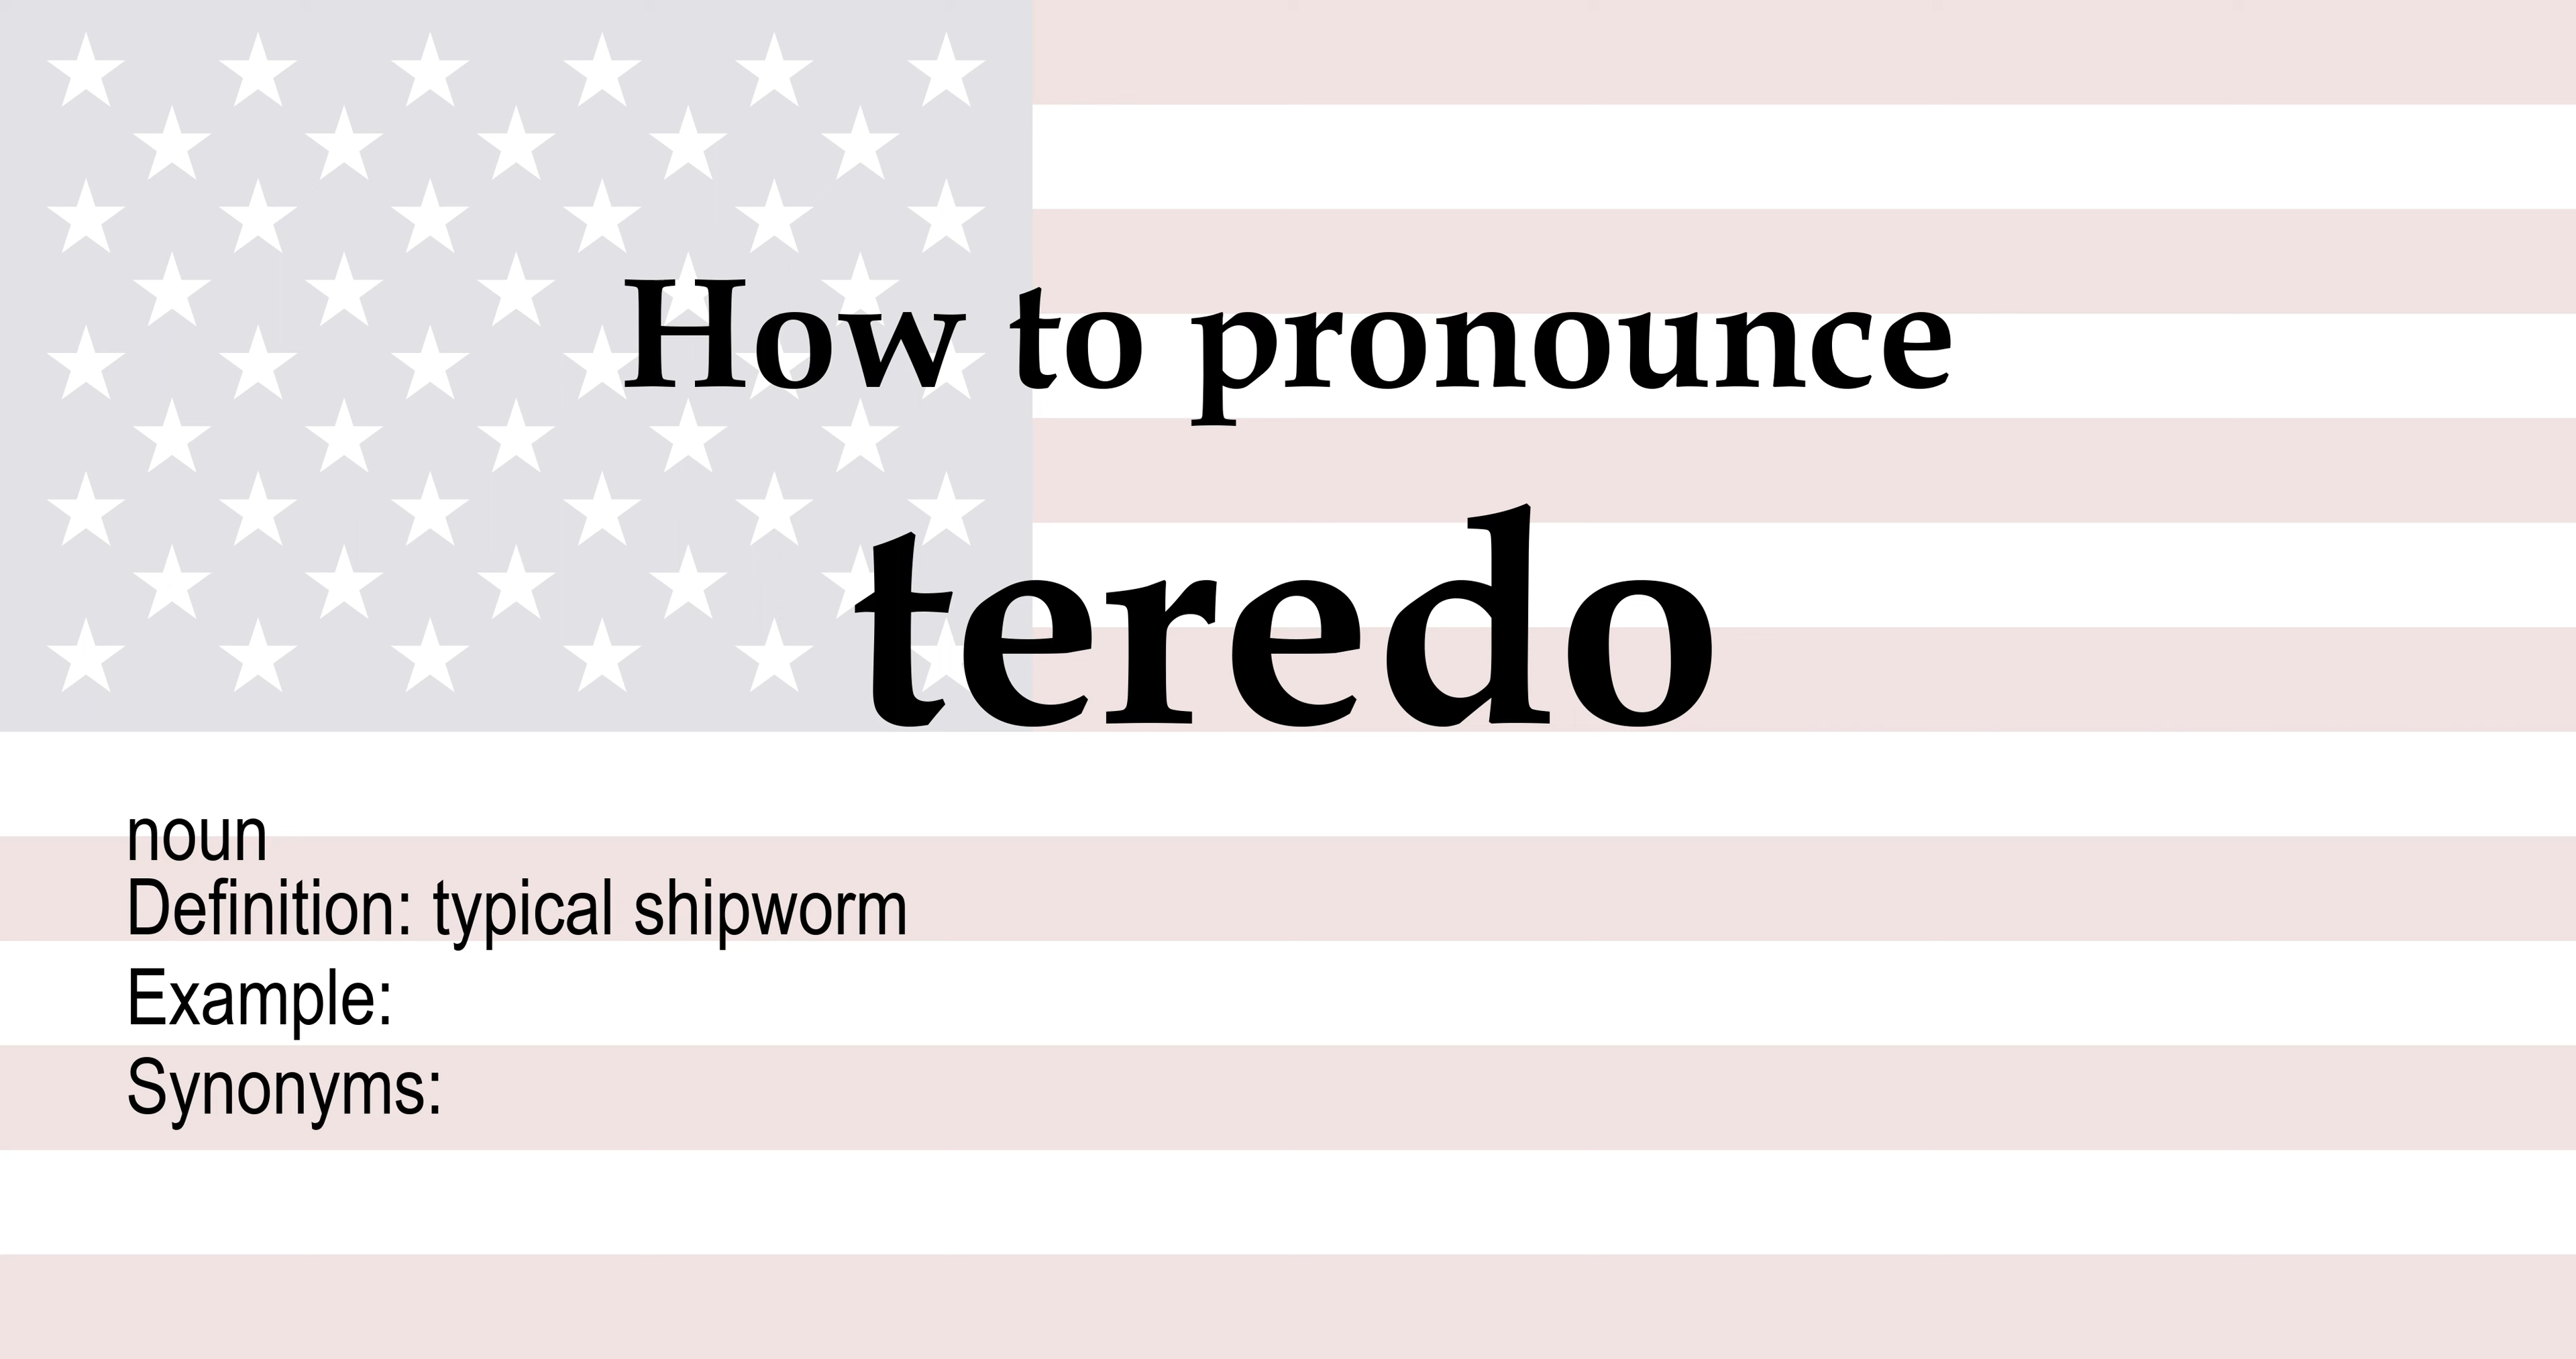 How to pronounce
teredo
noun
Definition: typical shipworm
Example:
Synonyms: